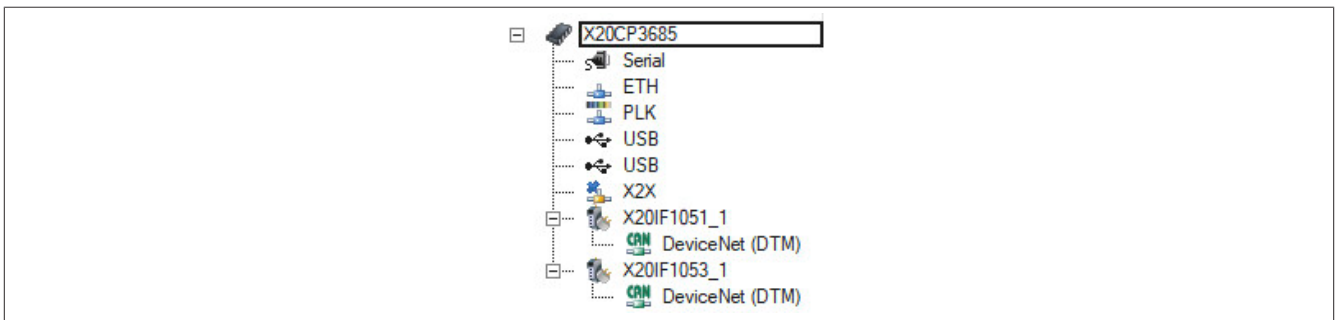 X20CP3685
Serial
ETH
PLK
USB
USB
X2X
X20IF1051_1
CAN DeviceNet (DTM)
X20IF1053_1
CAN DeviceNet (DTM)